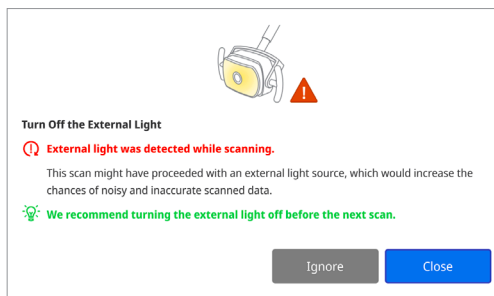 Turn Off the External Light
External light was detected while scanning.
This scan might have proceeded with an external light source, which would increase the
chances of noisy and inaccurate scanned data.
We recommend turning the external light off before the next scan.
Ignore Close